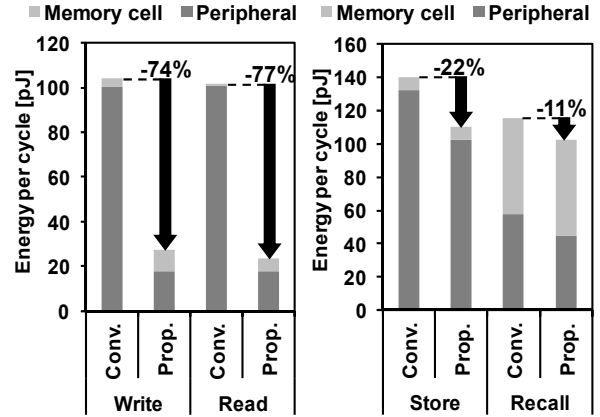 Memory cell Peripheral
Energy per cycle [pJ]
120
100
80
60
40
20
0
-74%
-77%
Conv.
Prop.
Conv.
Prop.
Write
Read
Memory cell Peripheral
Energy per cycle [pJ]
160
140
120
100
80
60
40
20
0
-22%
-11%
Conv.
Prop.
Conv.
Prop.
Store
Recall